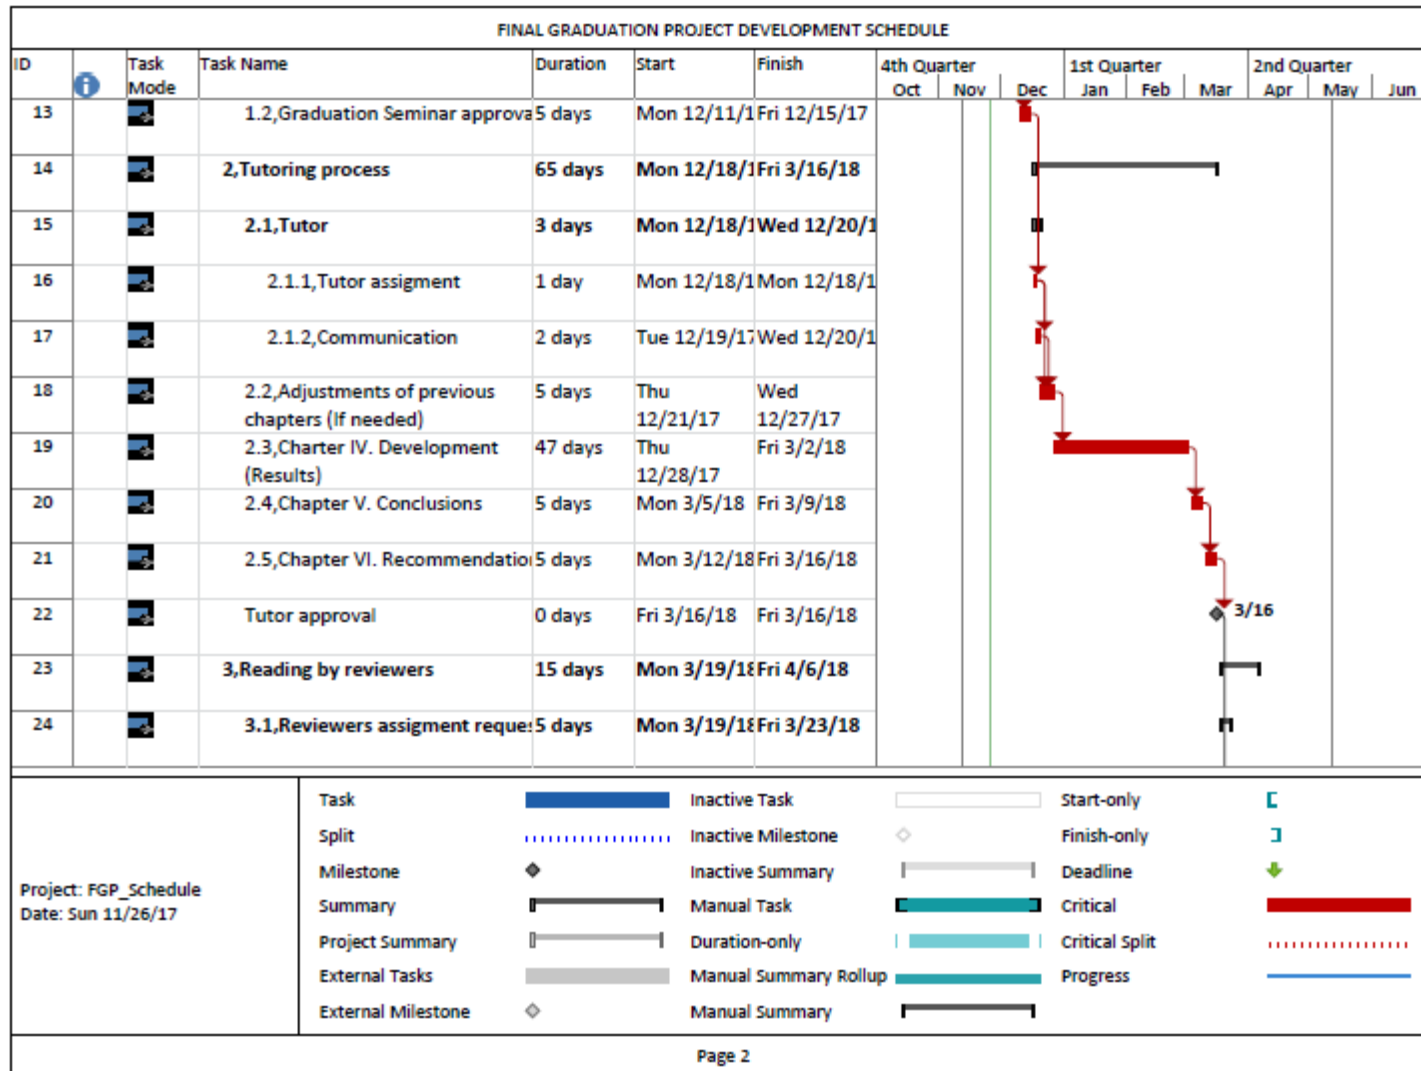 FINAL GRADUATION PROJECT DEVELOPMENT SCHEDULE
ID Task Mode Task Name Duration Start Finish 4th Quarter 1st Quarter 2nd Quarter
Oct Nov Dec Jan Feb Mar Apr May Jun
13 1.2,Graduation Seminar approva 5 days Mon 12/11/1 Fri 12/15/17
14 2,Tutoring process 65 days Mon 12/18/1 Fri 3/16/18
15 2.1,Tutor 3 days Mon 12/18/1 Wed 12/20/1
16 2.1.1,Tutor assigment 1 day Mon 12/18/1 Mon 12/18/1
17 2.1.2,Communication 2 days Tue 12/19/17 Wed 12/20/1
18 2.2,Adjustments of previous 5 days Thu Wed
chapters (If needed) 12/21/17 12/27/17
19 2.3,Charter IV. Development 47 days Thu Fri 3/2/18
(Results) 12/28/17
20 2.4,Chapter V. Conclusions 5 days Mon 3/5/18 Fri 3/9/18
21 2.5,Chapter VI. Recommendation 5 days Mon 3/12/18 Fri 3/16/18
22 Tutor approval 0 days Fri 3/16/18 Fri 3/16/18 3/16
23 3,Reading by reviewers 15 days Mon 3/19/18 Fri 4/6/18
24 3.1,Reviewers assigment reques 5 days Mon 3/19/18 Fri 3/23/18
Project: FGP_Schedule
Date: Sun 11/26/17
Task Inactive Task Start-only
Split Inactive Milestone Finish-only
Milestone Inactive Summary Deadline
Summary Manual Task Critical
Project Summary Duration-only Critical Split
External Tasks Manual Summary Rollup Progress
External Milestone Manual Summary
Page 2